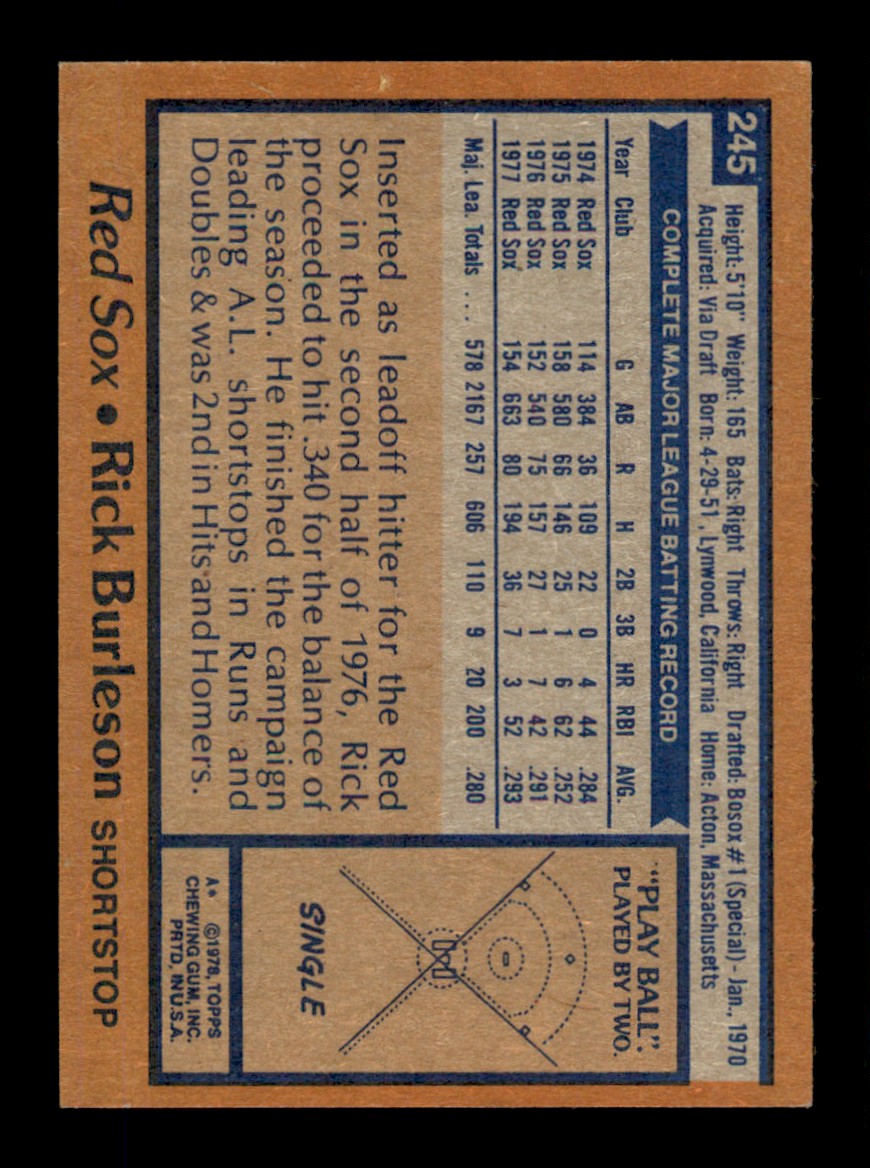 245
Height: 5'10" Weight: 165 Bats: Right Throws: Right Drafted: Bosox #1 (Special) - Jan., 1970
Acquired: Via Draft Born: 4-29-51, Lynwood, California Home: Acton, Massachusetts
COMPLETE MAJOR LEAGUE BATTING RECORD
Year Club G AB R H 2B 3B HR RBI AVG.
1974 Red Sox 114 384 36 109 22 0 4 44 .284
1975 Red Sox 158 580 66 146 25 1 6 62 .252
1976 Red Sox 152 540 75 157 27 1 7 42 .291
1977 Red Sox 154 663 80 194 36 7 3 52 .293
Maj. Lea. Totals .... 578 2167 257 606 110 9 20 200 .280
Inserted as leadoff hitter for the Red
Sox in the second half of 1976, Rick
proceeded to hit .340 for the balance of
the season. He finished the campaign
leading A.L. shortstops in Runs and
Doubles & was 2nd in Hits and Homers.
"PLAY BALL".
PLAYED BY TWO.
SINGLE
A* ©1978, TOPPS
CHEWING GUM, INC.
PRTD. IN U.S.A.
Red Sox • Rick Burleson SHORTSTOP